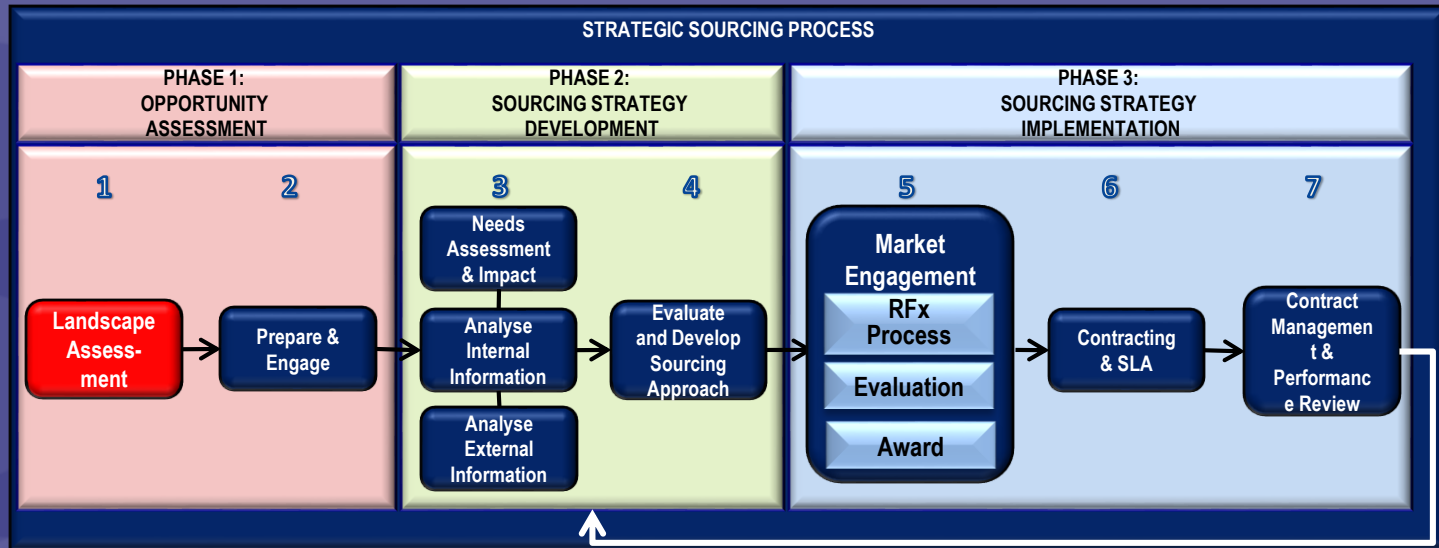 STRATEGIC SOURCING PROCESS
PHASE 1:
OPPORTUNITY
ASSESSMENT
PHASE 2:
SOURCING STRATEGY
DEVELOPMENT
PHASE 3:
SOURCING STRATEGY
IMPLEMENTATION
1
2
3
4
5
6
7
Landscape
Assess-
ment
Prepare &
Engage
Needs
Assessment
& Impact
Analyse
Internal
Information
Analyse
External
Information
Evaluate
and Develop
Sourcing
Approach
Market
Engagement
RFx
Process
Evaluation
Award
Contracting
& SLA
Contract
Managemen
t &
Performanc
e Review